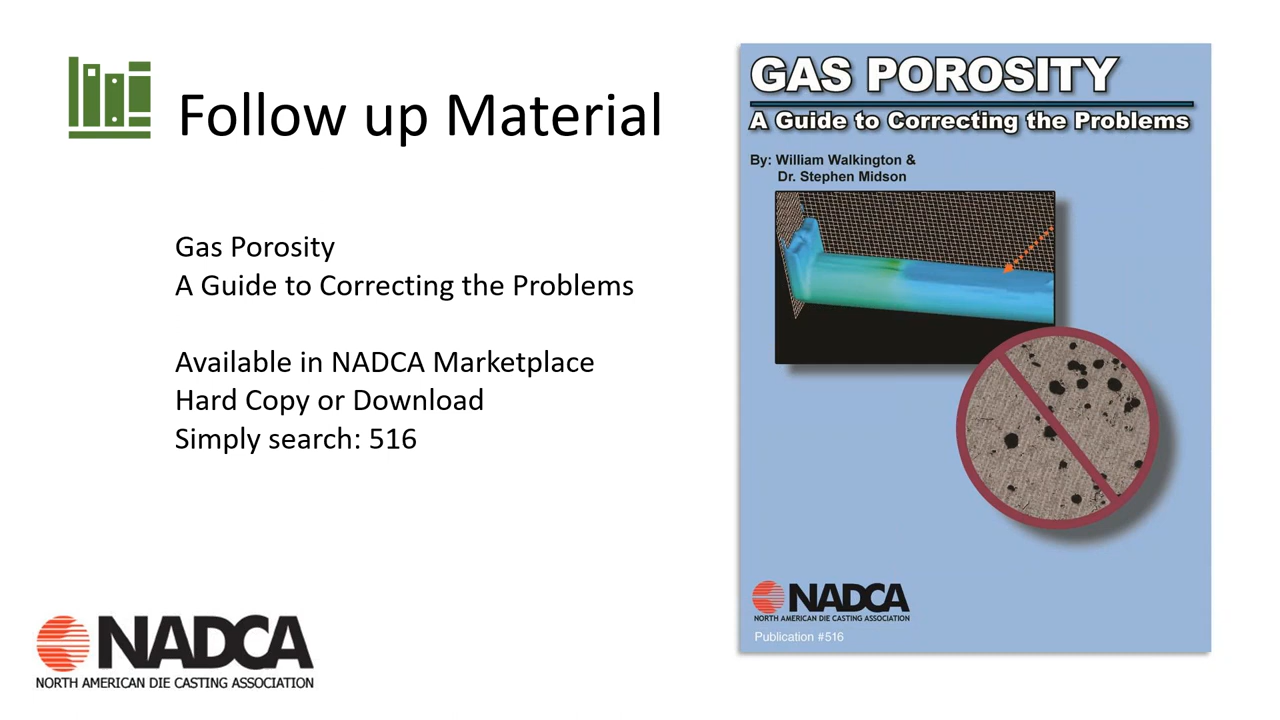 Follow up Material
Gas Porosity
A Guide to Correcting the Problems
Available in NADCA Marketplace
Hard Copy or Download
Simply search: 516
NADCA
NORTH AMERICAN DIE CASTING ASSOCIATION
GAS POROSITY
A Guide to Correcting the Problems
By: William Walkington &
Dr. Stephen Midson
NADCA
NORTH AMERICAN DIE CASTING ASSOCIATION
Publication #516